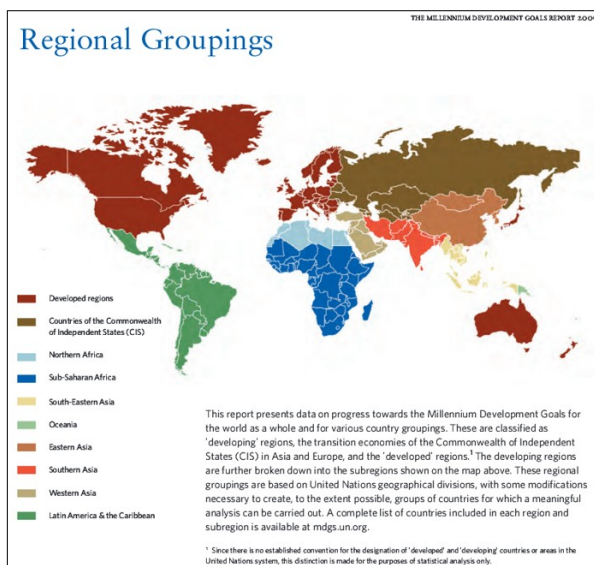 THE MILLENNIUM DEVELOPMENT GOALS REPORT
Regional Groupings
Developed regions
Countries of the Commonwealth
of Independent States (CIS)
Northern Africa
Sub-Saharan Africa
South-Eastern Asia
Oceania
Eastern Asia
Southern Asia
Western Asia
Latin America & the Caribbean
This report presents data on progress towards the Millennium Development Goals for
the world as a whole and for various country groupings. These are classified as
'developing' regions, the transition economies of the Commonwealth of Independent
States (CIS) in Asia and Europe, and the 'developed' regions.¹ The developing regions
are further broken down into the subregions shown on the map above. These regional
groupings are based on United Nations geographical divisions, with some modifications
necessary to create, to the extent possible, groups of countries for which a meaningful
analysis can be carried out. A complete list of countries included in each region and
subregion is available at mdgs.un.org.
¹ Since there is no established convention for the designation of 'developed' and 'developing' countries or areas in the
United Nations system, this distinction is made for the purposes of statistical analysis only.